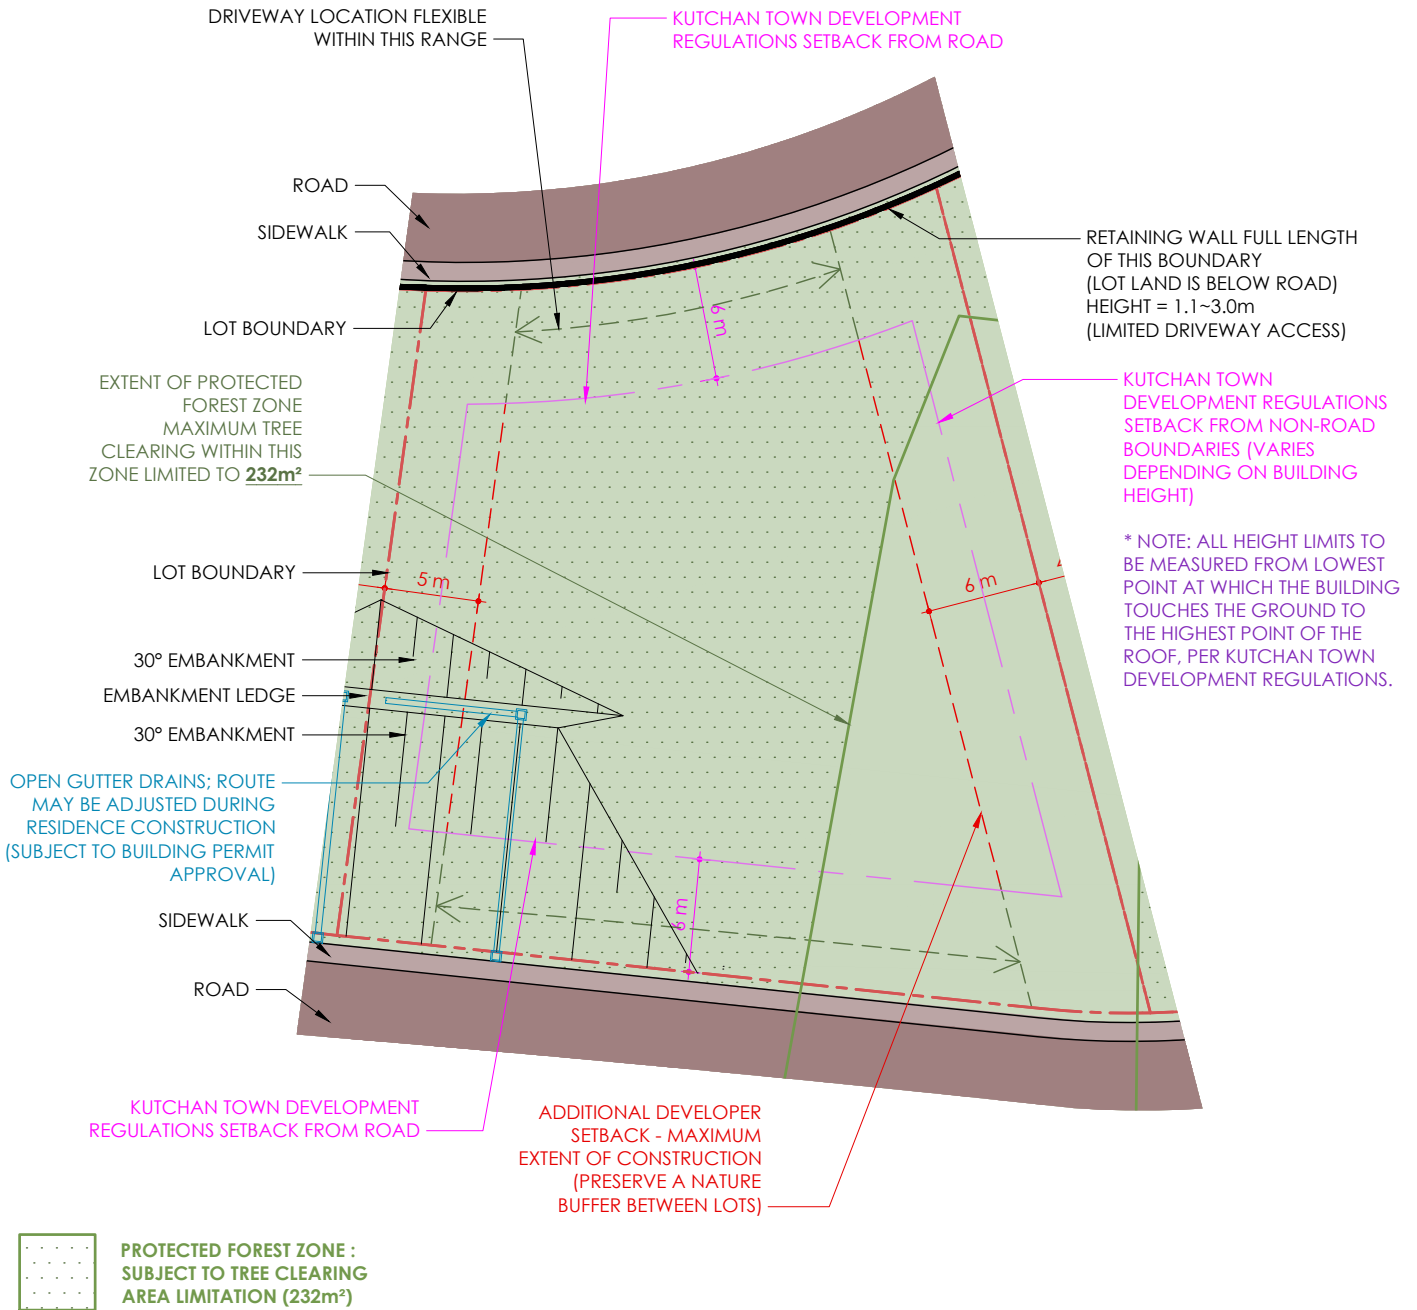 DRIVEWAY LOCATION FLEXIBLE
WITHIN THIS RANGE
KUTCHAN TOWN DEVELOPMENT
REGULATIONS SETBACK FROM ROAD
ROAD
SIDEWALK
LOT BOUNDARY
RETAINING WALL FULL LENGTH
OF THIS BOUNDARY
(LOT LAND IS BELOW ROAD)
HEIGHT = 1.1~3.0m
(LIMITED DRIVEWAY ACCESS)
6 m
EXTENT OF PROTECTED
FOREST ZONE
MAXIMUM TREE
CLEARING WITHIN THIS
ZONE LIMITED TO 232m²
KUTCHAN TOWN
DEVELOPMENT REGULATIONS
SETBACK FROM NON-ROAD
BOUNDARIES (VARIES
DEPENDING ON BUILDING
HEIGHT)
* NOTE: ALL HEIGHT LIMITS TO
BE MEASURED FROM LOWEST
POINT AT WHICH THE BUILDING
TOUCHES THE GROUND TO
THE HIGHEST POINT OF THE
ROOF, PER KUTCHAN TOWN
DEVELOPMENT REGULATIONS.
LOT BOUNDARY
5 m
6 m
30° EMBANKMENT
EMBANKMENT LEDGE
30° EMBANKMENT
OPEN GUTTER DRAINS; ROUTE
MAY BE ADJUSTED DURING
RESIDENCE CONSTRUCTION
(SUBJECT TO BUILDING PERMIT
APPROVAL)
6 m
SIDEWALK
ROAD
KUTCHAN TOWN DEVELOPMENT
REGULATIONS SETBACK FROM ROAD
ADDITIONAL DEVELOPER
SETBACK - MAXIMUM
EXTENT OF CONSTRUCTION
(PRESERVE A NATURE
BUFFER BETWEEN LOTS)
PROTECTED FOREST ZONE :
SUBJECT TO TREE CLEARING
AREA LIMITATION (232m²)